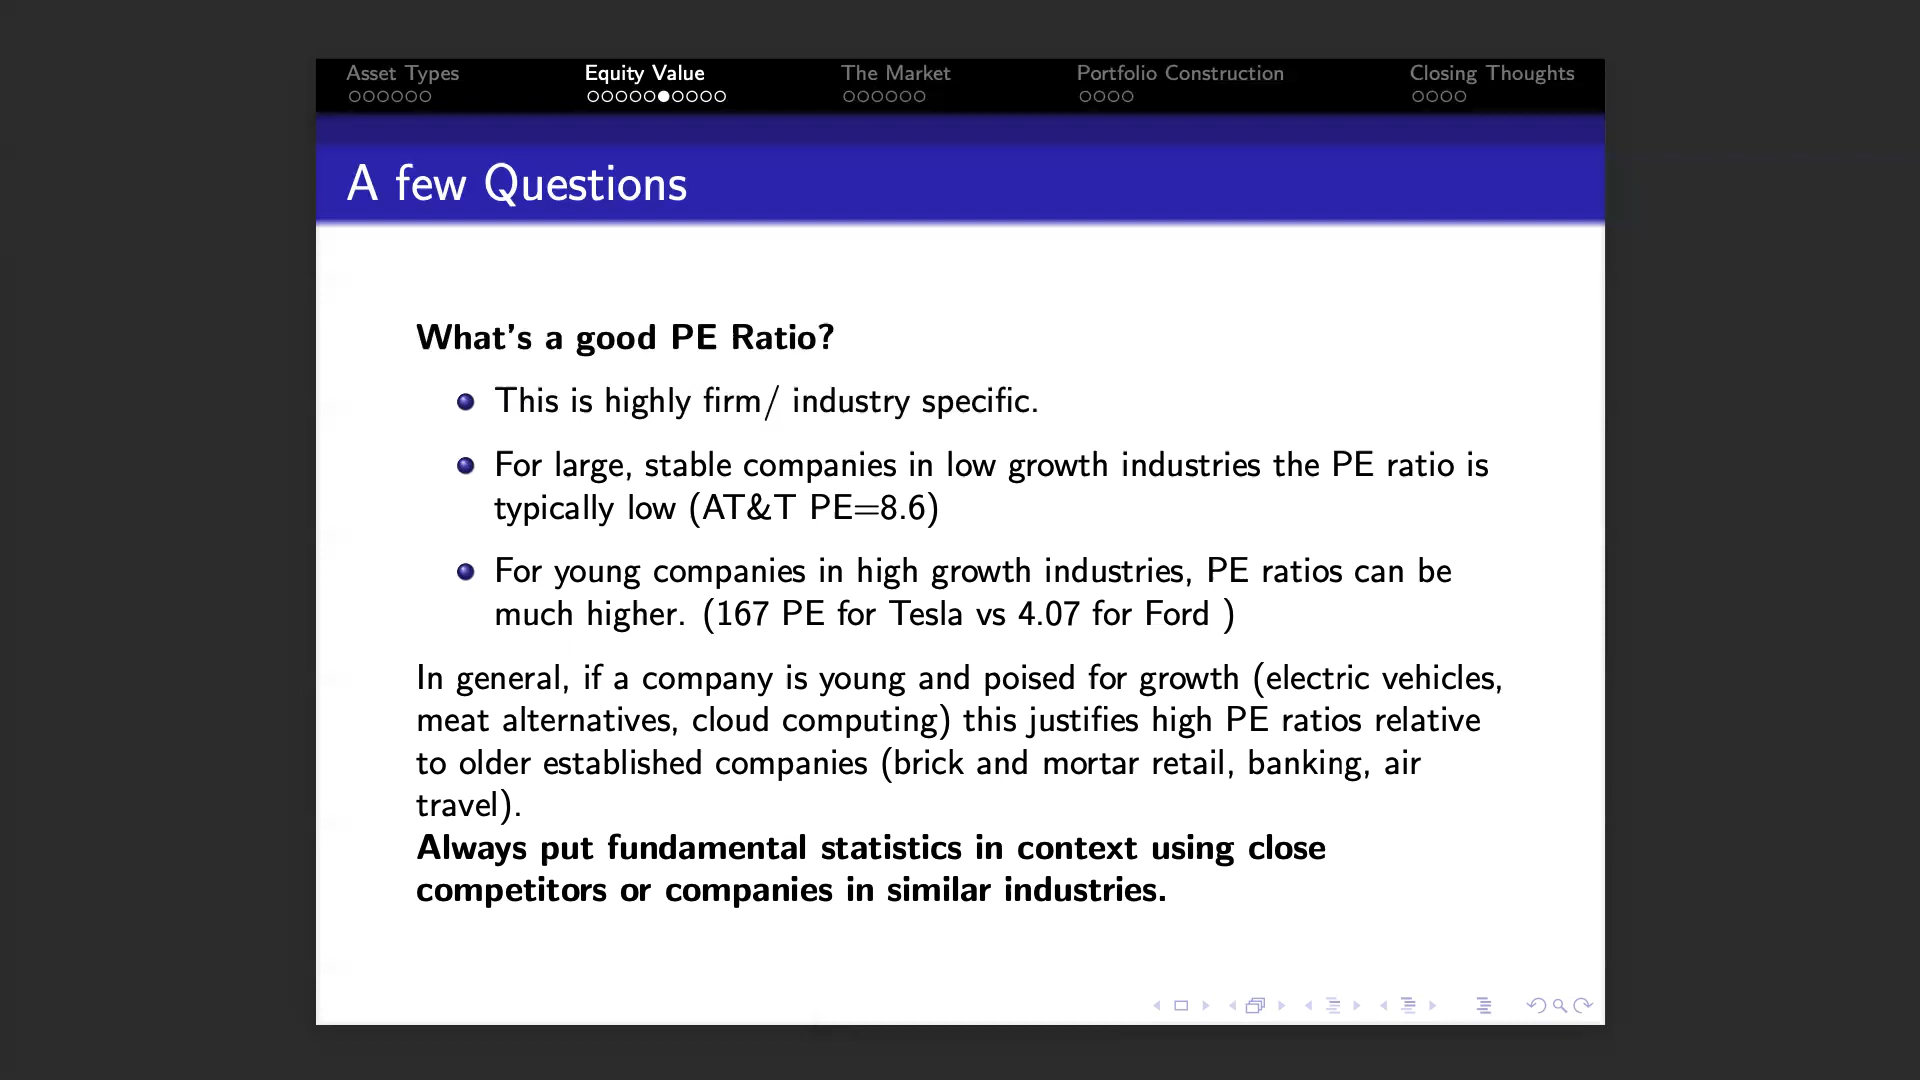 Asset Types
Equity Value
The Market
Portfolio Construction
Closing Thoughts
A few Questions
What's a good PE Ratio?
This is highly firm/ industry specific.
For large, stable companies in low growth industries the PE ratio is
typically low (AT&T PE=8.6)
For young companies in high growth industries, PE ratios can be
much higher. (167 PE for Tesla vs 4.07 for Ford )
In general, if a company is young and poised for growth (electric vehicles,
meat alternatives, cloud computing) this justifies high PE ratios relative
to older established companies (brick and mortar retail, banking, air
travel).
Always put fundamental statistics in context using close
competitors or companies in similar industries.